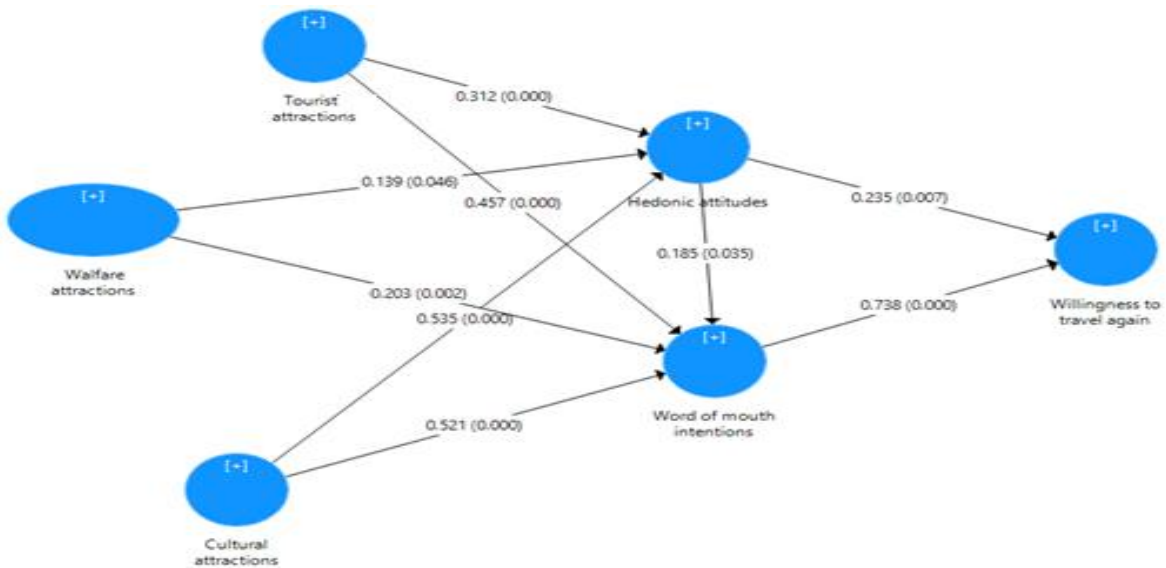 [+]
Tourist
attractions
0.312 (0.000)
[+]
Hedonic attitudes
0.139 (0.046)
[+]
Walfare
attractions
0.457 (0.000)
0.235 (0.007)
[+]
Willingness to
travel again
0.185 (0.035)
0.203 (0.002)
0.535 (0.000)
0.738 (0.000)
[+]
Word of mouth
intentions
0.521 (0.000)
[+]
Cultural
attractions